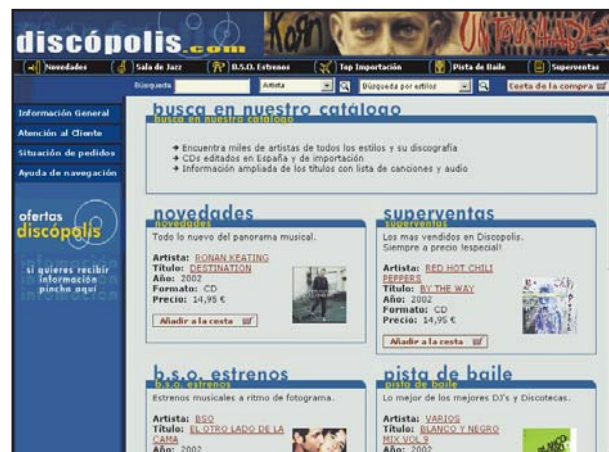 discópolis.com
KoRn
UNTOUCHABLES
Novedades
Sala de Jazz
B.S.O. Estrenos
Top Importación
Pista de Baile
Superventas
Búsqueda
Artista
Búsqueda por estilos
Cesta de la compra
Información General
Atención al Cliente
Situación de pedidos
Ayuda de navegación
ofertas
discópolis
si quieres recibir
información
pincha aquí
busca en nuestro catálogo
busca en nuestro catálogo
Encuentra miles de artistas de todos los estilos y su discografía
CDs editados en España y de importación
Información ampliada de los títulos con lista de canciones y audio
novedades
novedades
Todo lo nuevo del panorama musical.
Artista: RONAN KEATING
Título: DESTINATION
Año: 2002
Formato: CD
Precio: 14,95 €
Añadir a la cesta
superventas
superventas
Los mas vendidos en Discopolis.
Siempre a precio !especial!
Artista: RED HOT CHILI
PEPPERS
Título: BY THE WAY
Año: 2002
Formato: CD
Precio: 14,95 €
Añadir a la cesta
b.s.o. estrenos
b.s.o. estrenos
Estrenos musicales a ritmo de fotograma.
Artista: BSO
Título: EL OTRO LADO DE LA
CAMA
Año: 2002
pista de baile
pista de baile
Lo mejor de los mejores DJ's y Discotecas.
Artista: VARIOS
Título: BLANCO Y NEGRO
MIX VOL.9
Año: 2002